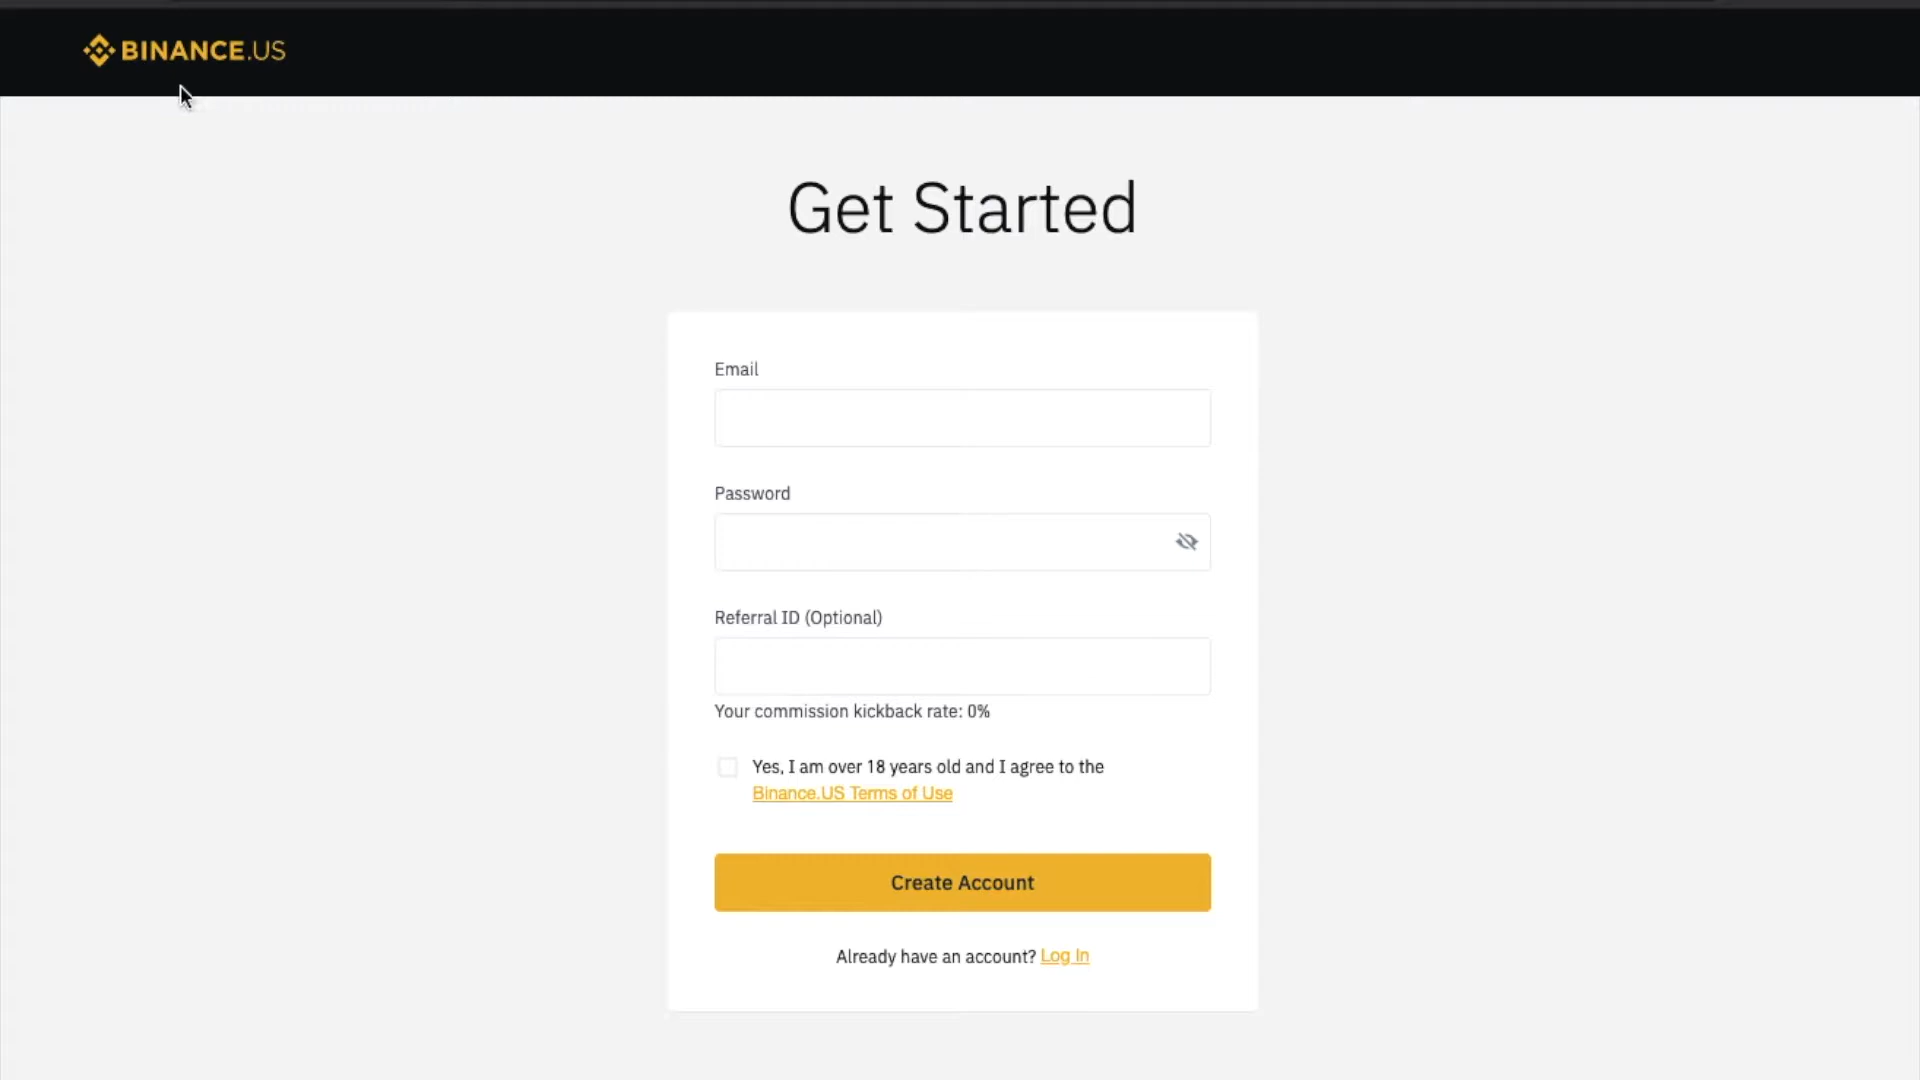 BINANCE.US
Get Started
Email
Password
Referral ID (Optional)
Your commission kickback rate: 0%
Yes, I am over 18 years old and I agree to the
Binance.US Terms of Use
Create Account
Already have an account? Log In